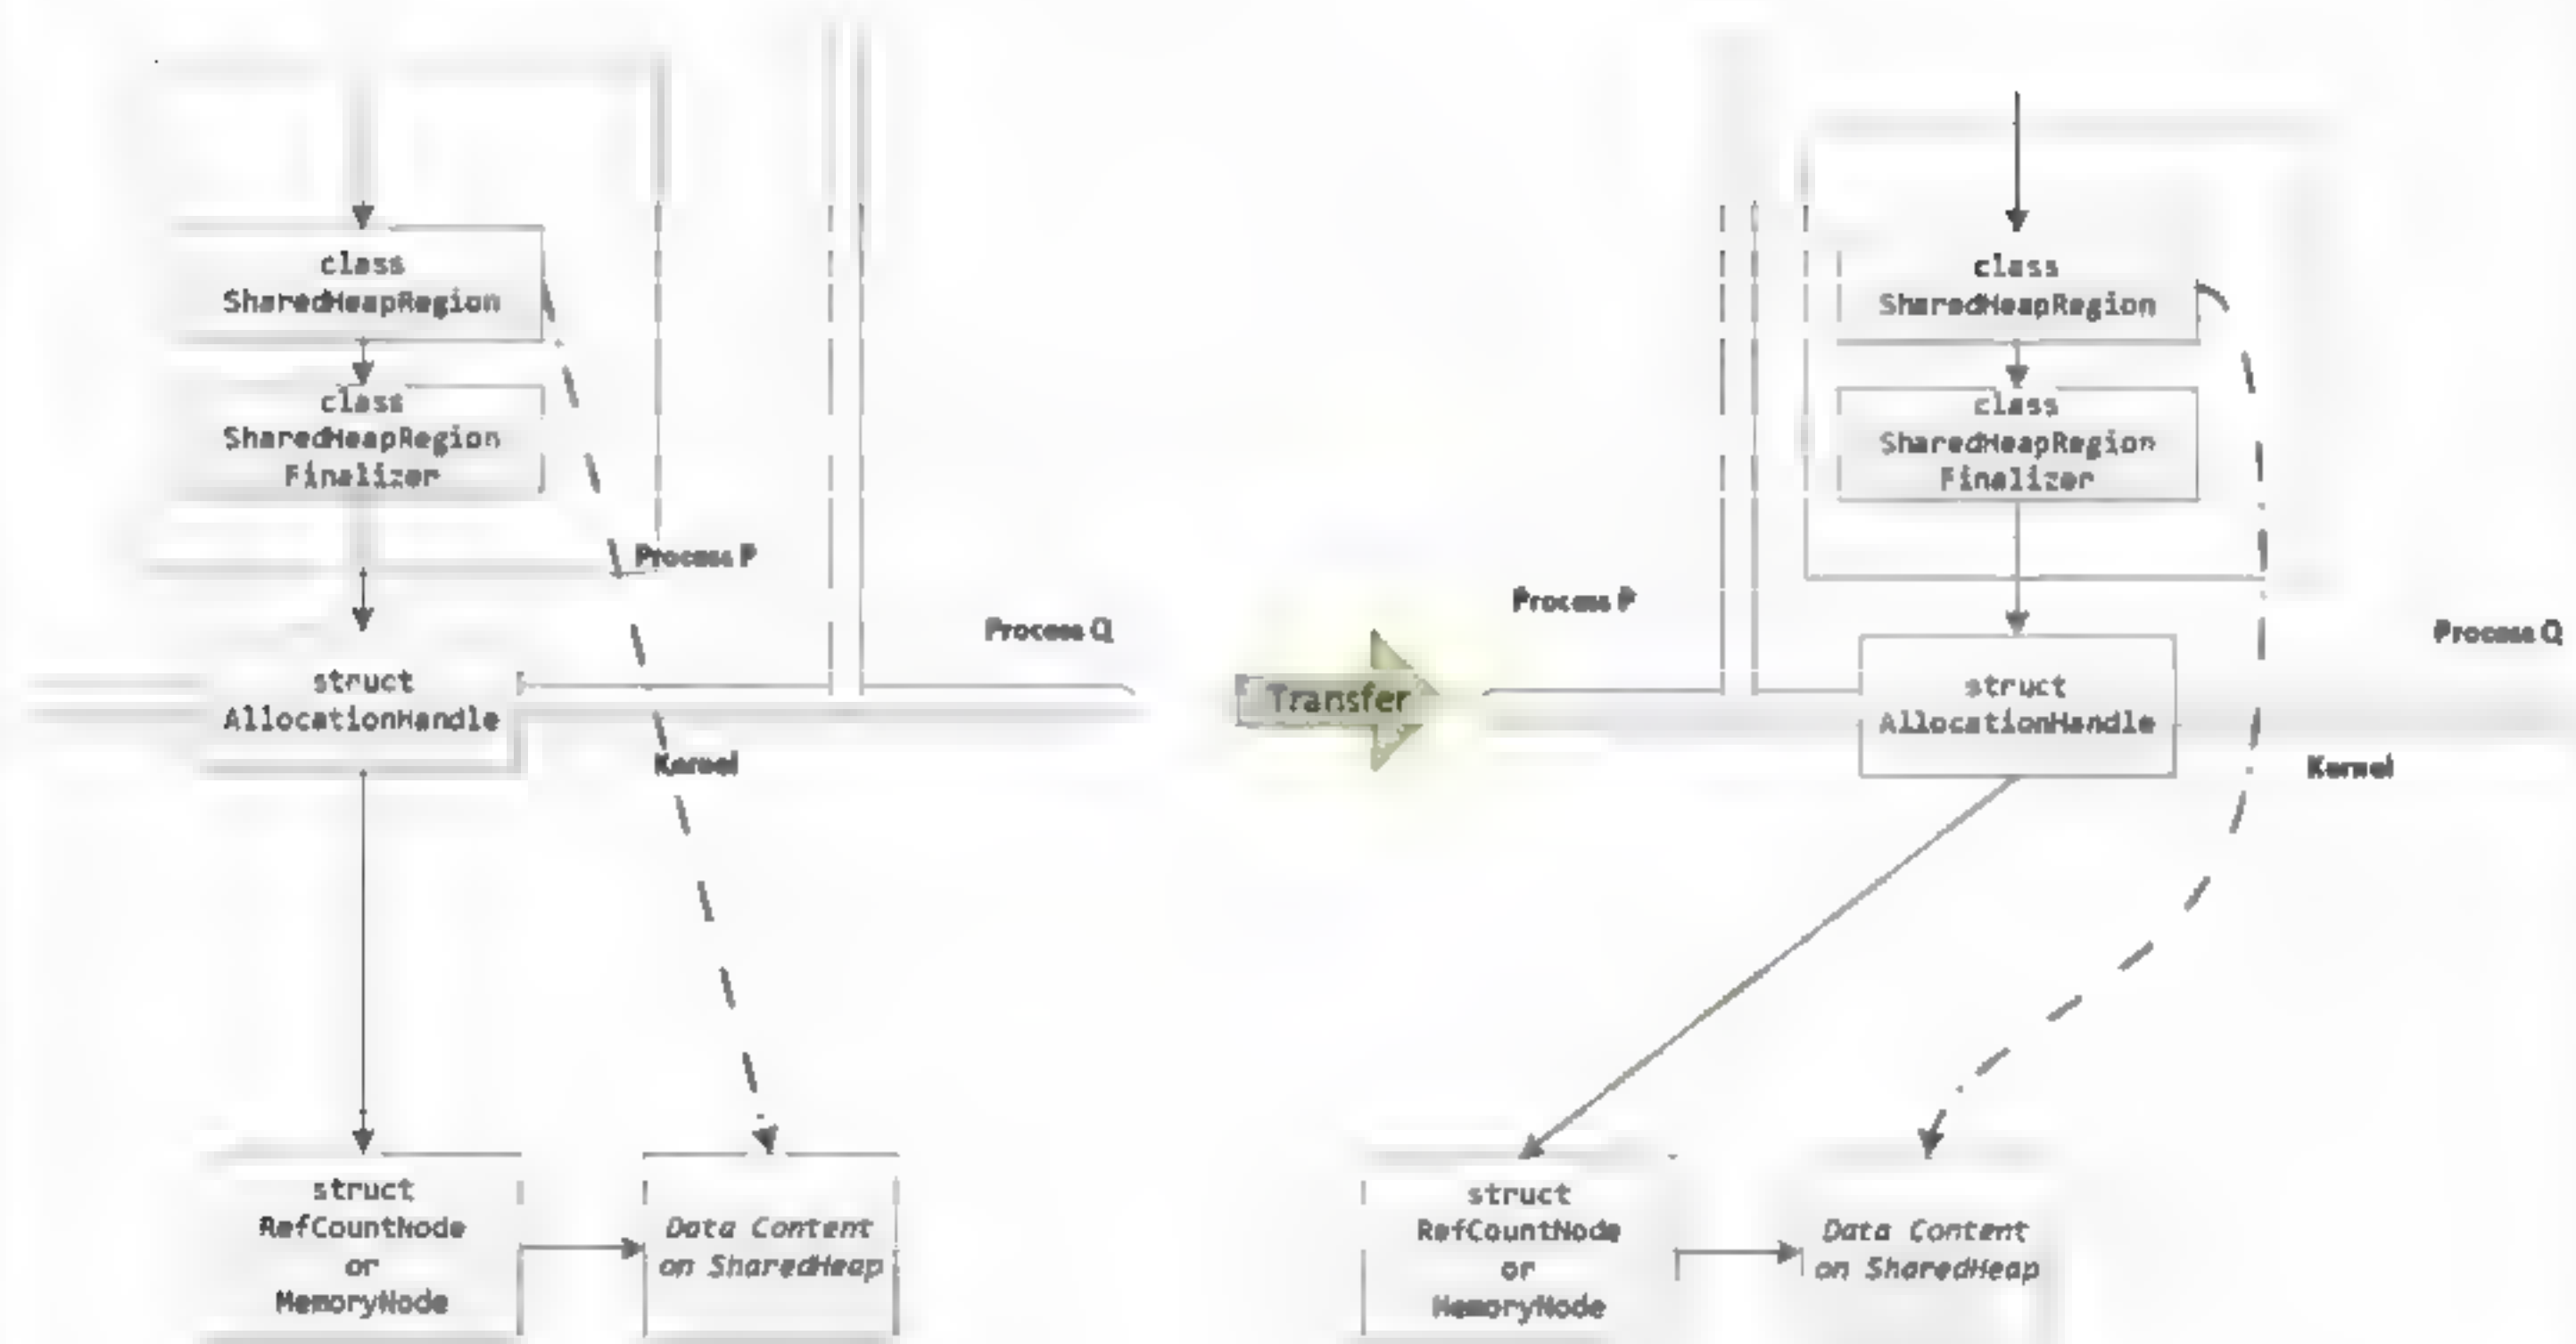 class
SharedHeapRegion
class
SharedHeapRegion
Finalizer
Process P
Process Q
struct
AllocationHandle
Kernel
struct
RefCountNode
or
MemoryNode
Data Content
on SharedHeap
Transfer
class
SharedHeapRegion
class
SharedHeapRegion
Finalizer
Process P
Process Q
struct
AllocationHandle
Kernel
struct
RefCountNode
or
MemoryNode
Data Content
on SharedHeap